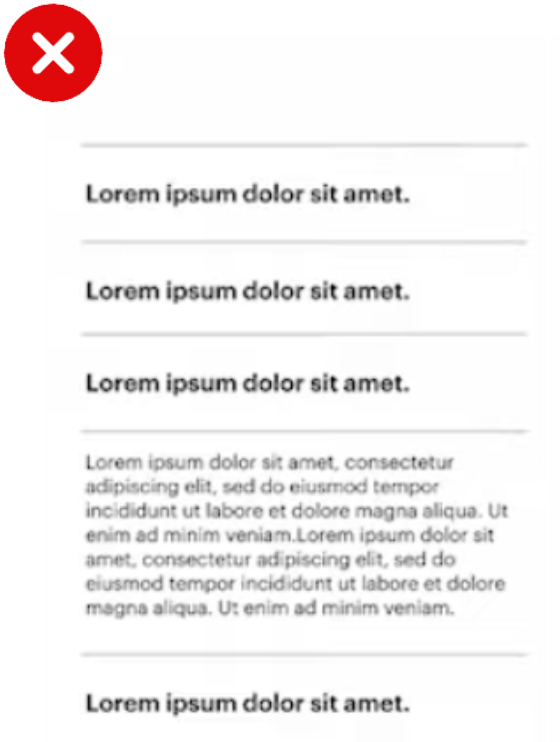 Lorem ipsum dolor sit amet.
Lorem ipsum dolor sit amet.
Lorem ipsum dolor sit amet.
Lorem ipsum dolor sit amet, consectetur
adipiscing elit, sed do eiusmod tempor
incididunt ut labore et dolore magna aliqua. Ut
enim ad minim veniam.Lorem ipsum dolor sit
amet, consectetur adipiscing elit, sed do
eiusmod tempor incididunt ut labore et dolore
magna aliqua. Ut enim ad minim veniam.
Lorem ipsum dolor sit amet.